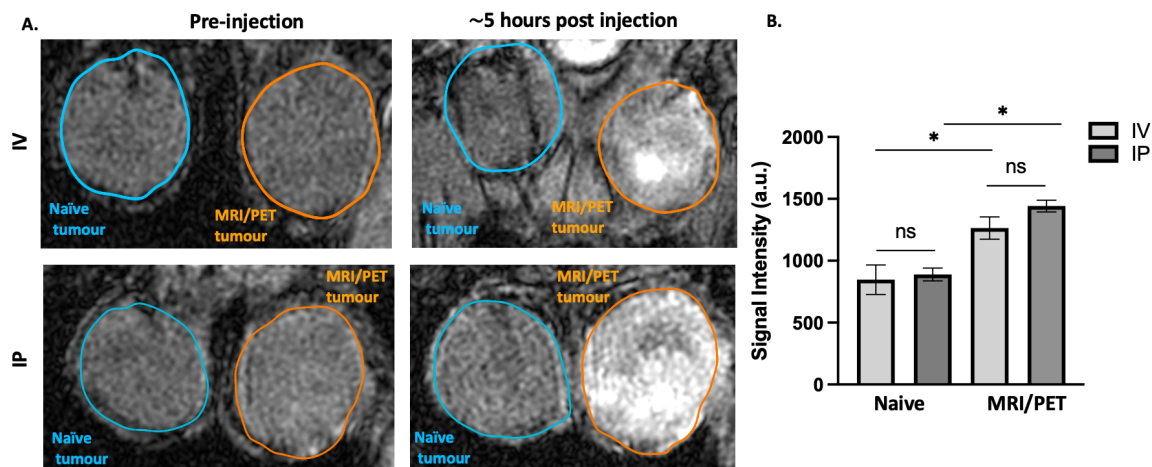 A.
Pre-injection
~5 hours post injection
B.
IV
Naïve
tumour
MRI/PET
tumour
Naïve
tumour
MRI/PET
tumour
IP
MRI/PET
tumour
Naïve
tumour
MRI/PET
tumour
Naïve
tumour
Signal Intensity (a.u.)
2000
1500
1000
500
0
ns
*
ns
*
Naive
MRI/PET
IV
IP